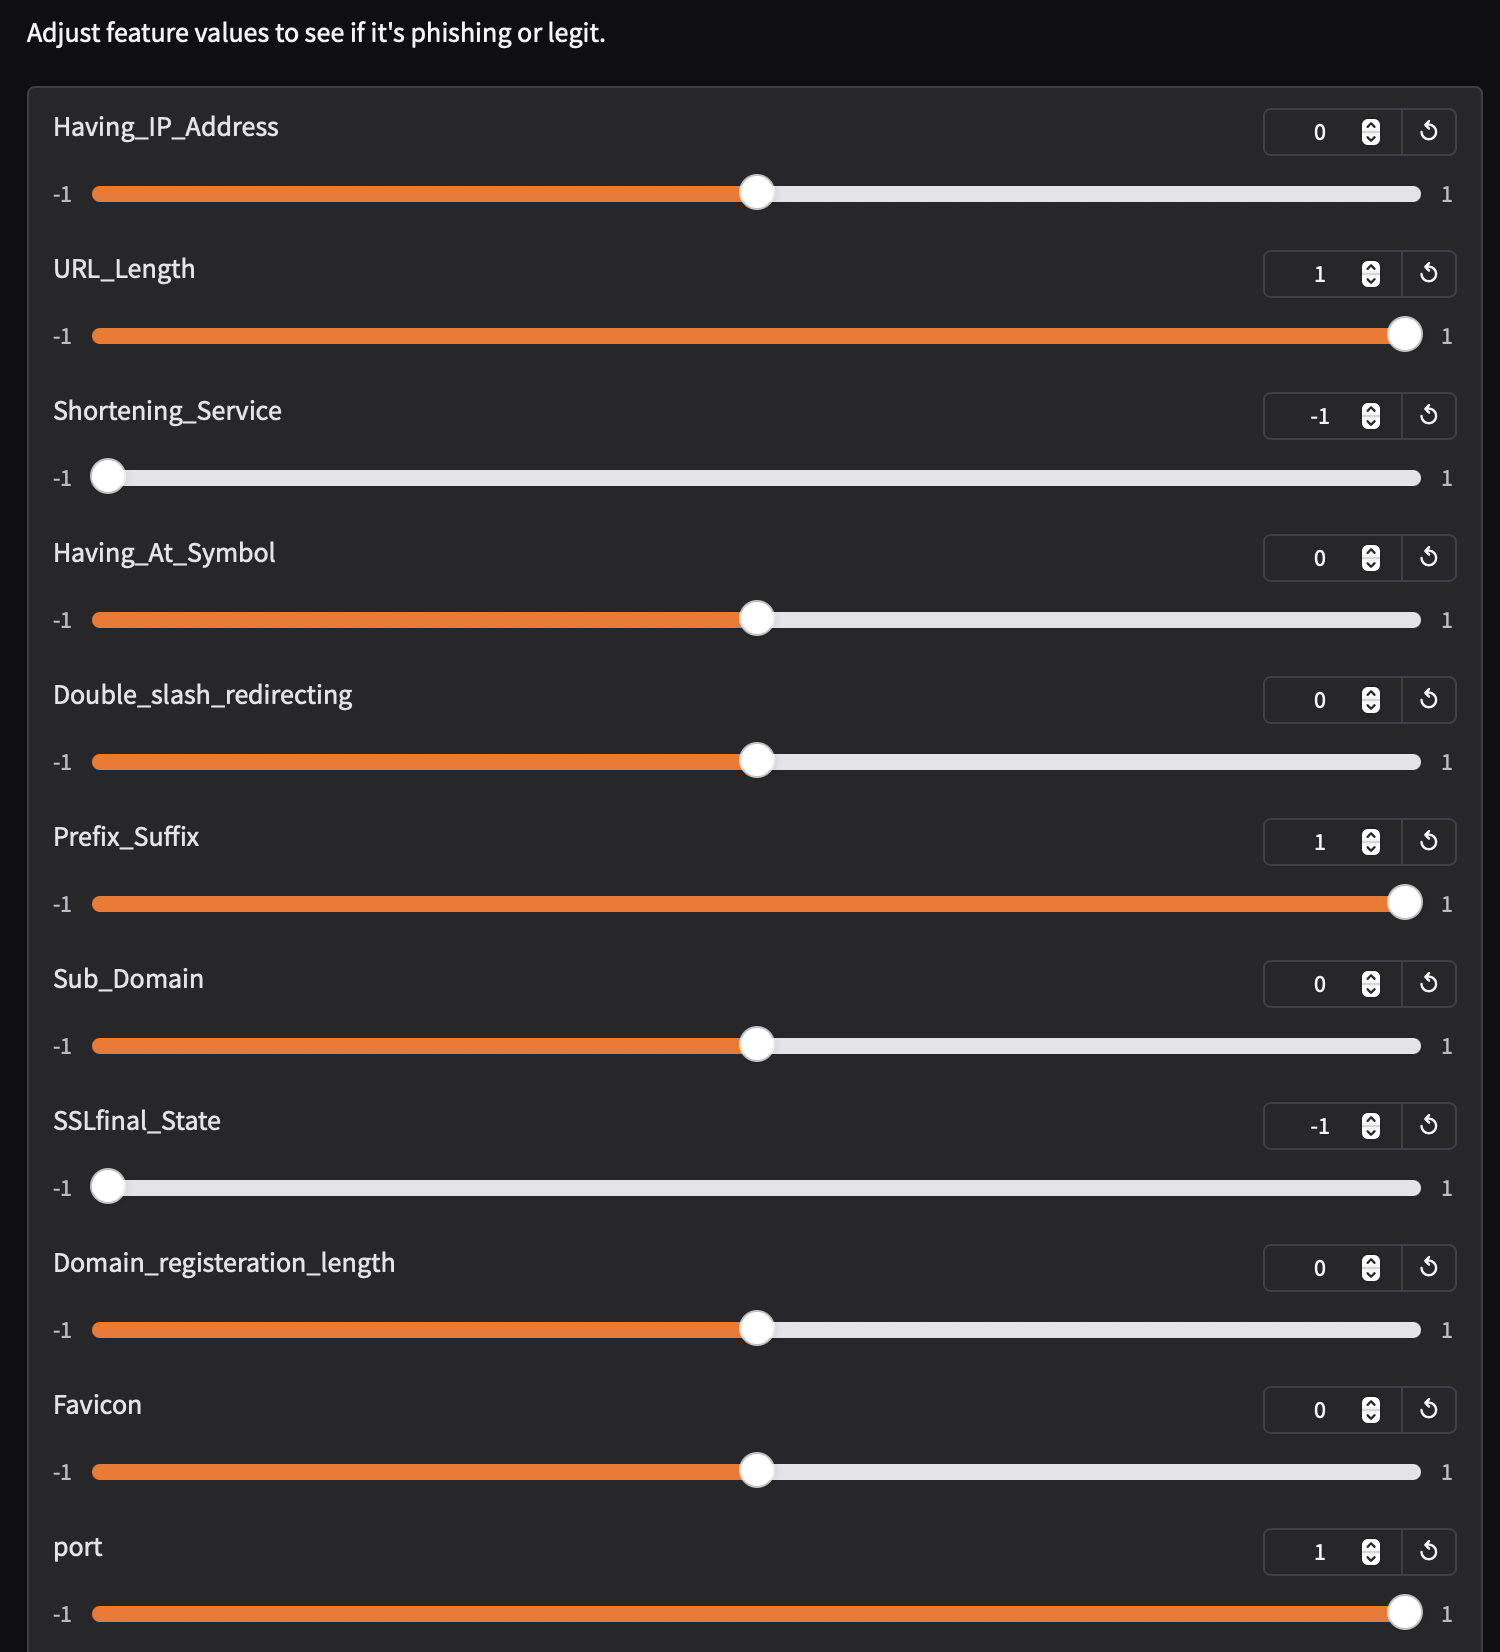 Adjust feature values to see if it's phishing or legit.
Having_IP_Address 0
-1 1
URL_Length 1
-1 1
Shortening_Service -1
-1 1
Having_At_Symbol 0
-1 1
Double_slash_redirecting 0
-1 1
Prefix_Suffix 1
-1 1
Sub_Domain 0
-1 1
SSLfinal_State -1
-1 1
Domain_registeration_length 0
-1 1
Favicon 0
-1 1
port 1
-1 1